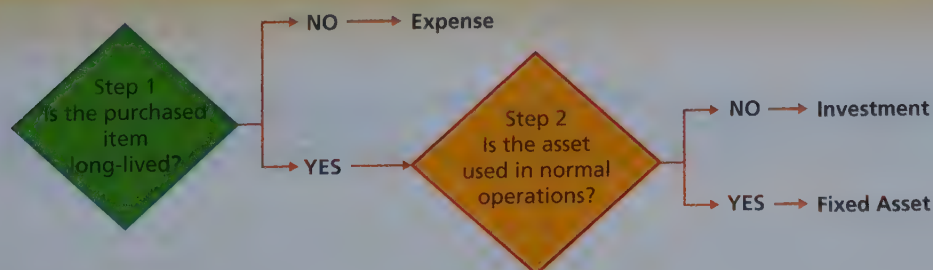 Step 1
Is the purchased
item
long-lived?
NO
Expense
YES
Step 2
Is the asset
used in normal
operations?
NO
Investment
YES
Fixed Asset